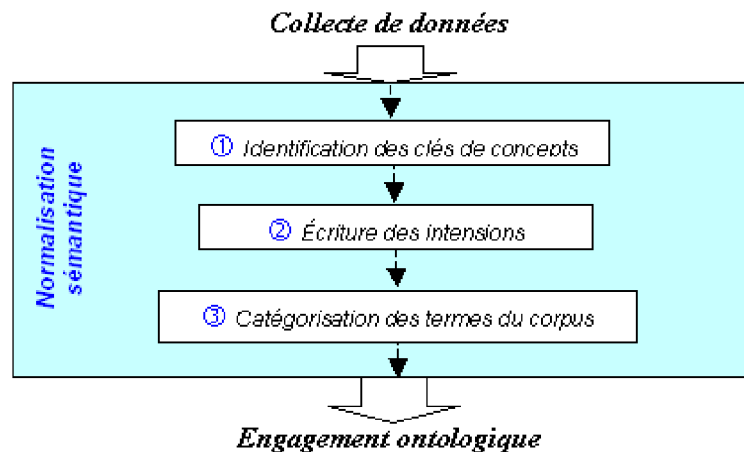 Collecte de données
① Identification des clés de concepts
② Écriture des intensions
③ Catégorisation des termes du corpus
Normalisation
sémantique
Engagement ontologique